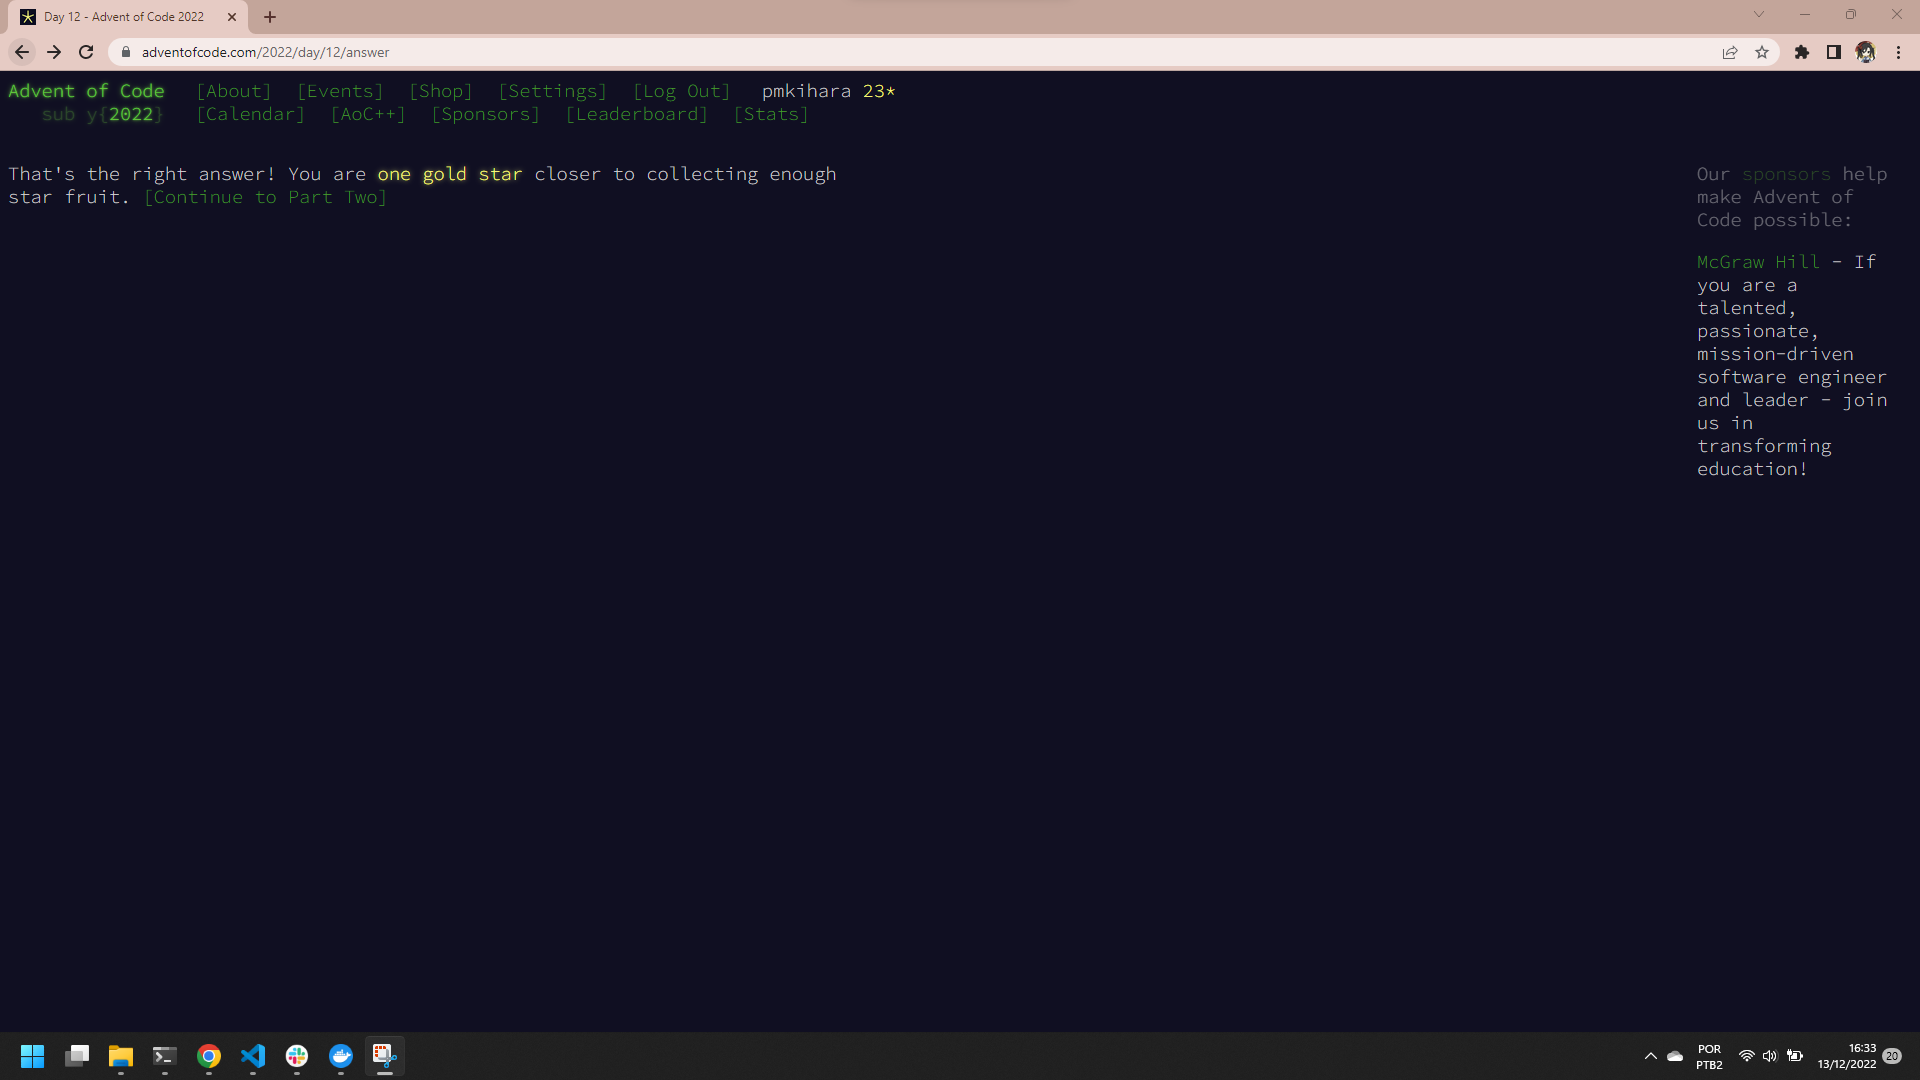 Day 12 - Advent of Code 2022
adventofcode.com/2022/day/12/answer
Advent of Code [About] [Events] [Shop] [Settings] [Log Out] pmkihara 23*
sub y{2022} [Calendar] [AoC++] [Sponsors] [Leaderboard] [Stats]
That's the right answer! You are one gold star closer to collecting enough
star fruit. [Continue to Part Two]
Our sponsors help
make Advent of
Code possible:
McGraw Hill - If
you are a
talented,
passionate,
mission-driven
software engineer
and leader - join
us in
transforming
education!
POR
PTB2
16:33
13/12/2022
20